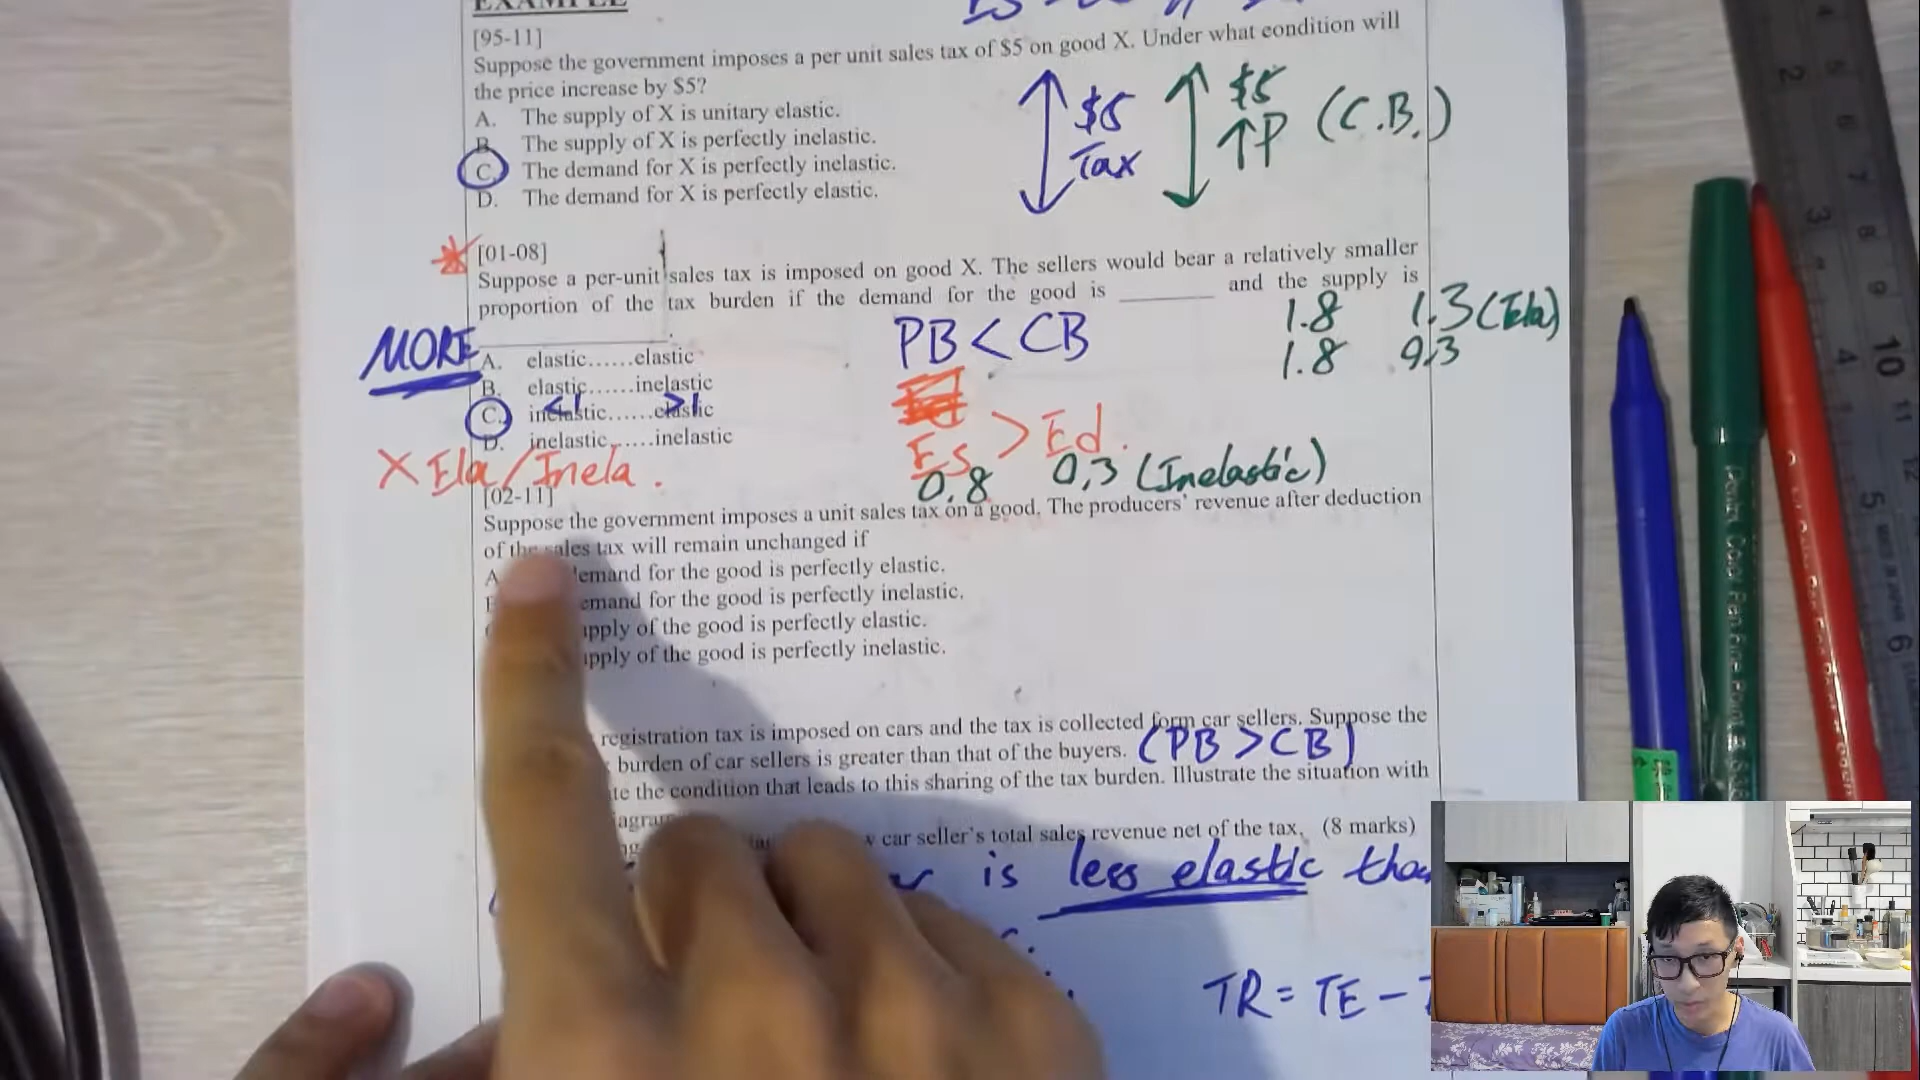 EXAMPLE
[95-11]
Suppose the government imposes a per unit sales tax of $5 on good X. Under what condition will
the price increase by $5?
A. The supply of X is unitary elastic.
B. The supply of X is perfectly inelastic.
C. The demand for X is perfectly inelastic.
D. The demand for X is perfectly elastic.
$5
Tax
$5
↑P (C.B.)
[01-08]
Suppose a per-unit sales tax is imposed on good X. The sellers would bear a relatively smaller
proportion of the tax burden if the demand for the good is ________ and the supply is
________.
1.8 1.3 (Ela)
1.8 9.3
MORE
PB < CB
A. elastic......elastic
B. elastic......inelastic
C. inelastic......elastic
<1 >1
D. inelastic......inelastic
Es > Ed.
0.8 0.3 (Inelastic)
X Ela/Inela.
[02-11]
Suppose the government imposes a unit sales tax on a good. The producers' revenue after deduction
of the sales tax will remain unchanged if
A demand for the good is perfectly elastic.
demand for the good is perfectly inelastic.
supply of the good is perfectly elastic.
supply of the good is perfectly inelastic.
registration tax is imposed on cars and the tax is collected form car sellers. Suppose the
burden of car sellers is greater than that of the buyers. (PB > CB)
the condition that leads to this sharing of the tax burden. Illustrate the situation with
car seller's total sales revenue net of the tax. (8 marks)
is less elastic
TR = TE -